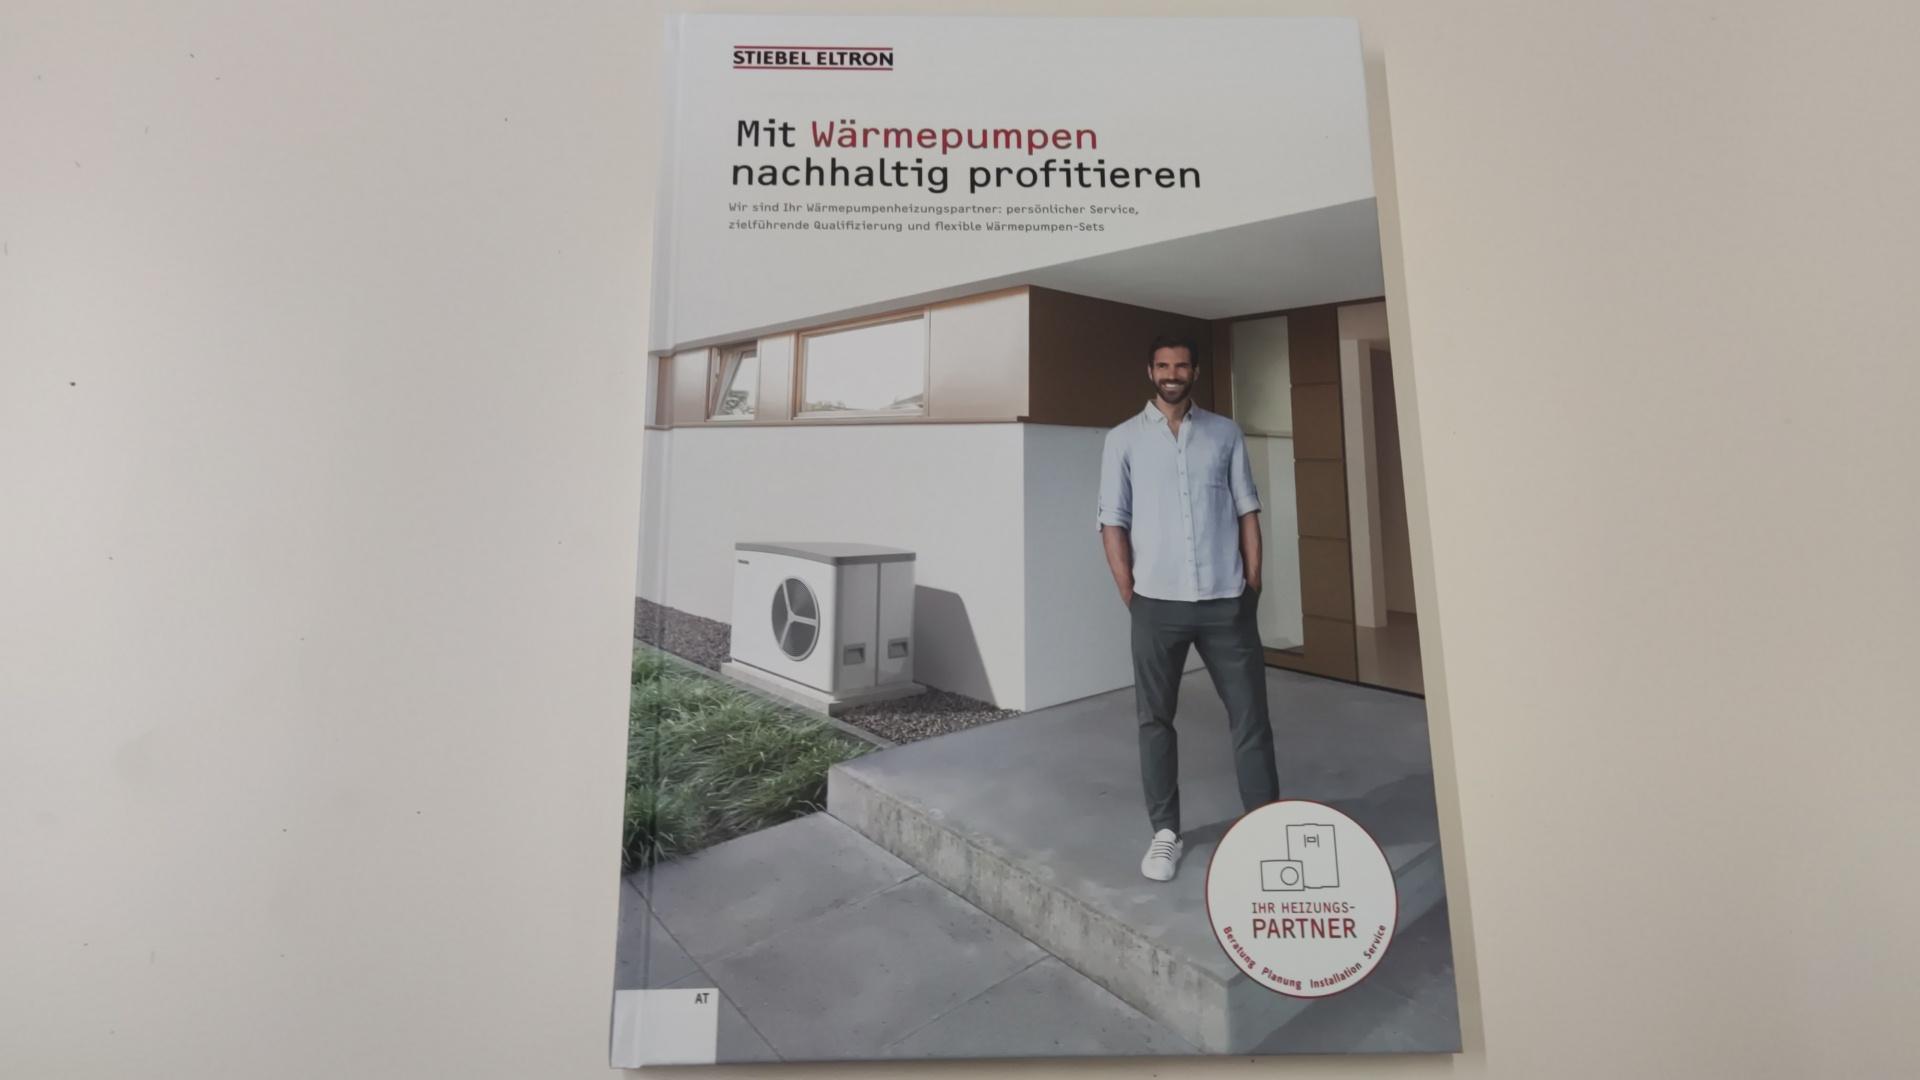 STIEBEL ELTRON
Mit Wärmepumpen
nachhaltig profitieren
Wir sind Ihr Wärmepumpenheizungspartner: persönlicher Service,
zielführende Qualifizierung und flexible Wärmepumpen-Sets
IHR HEIZUNGS-
PARTNER
Beratung Planung Installation Service
AT